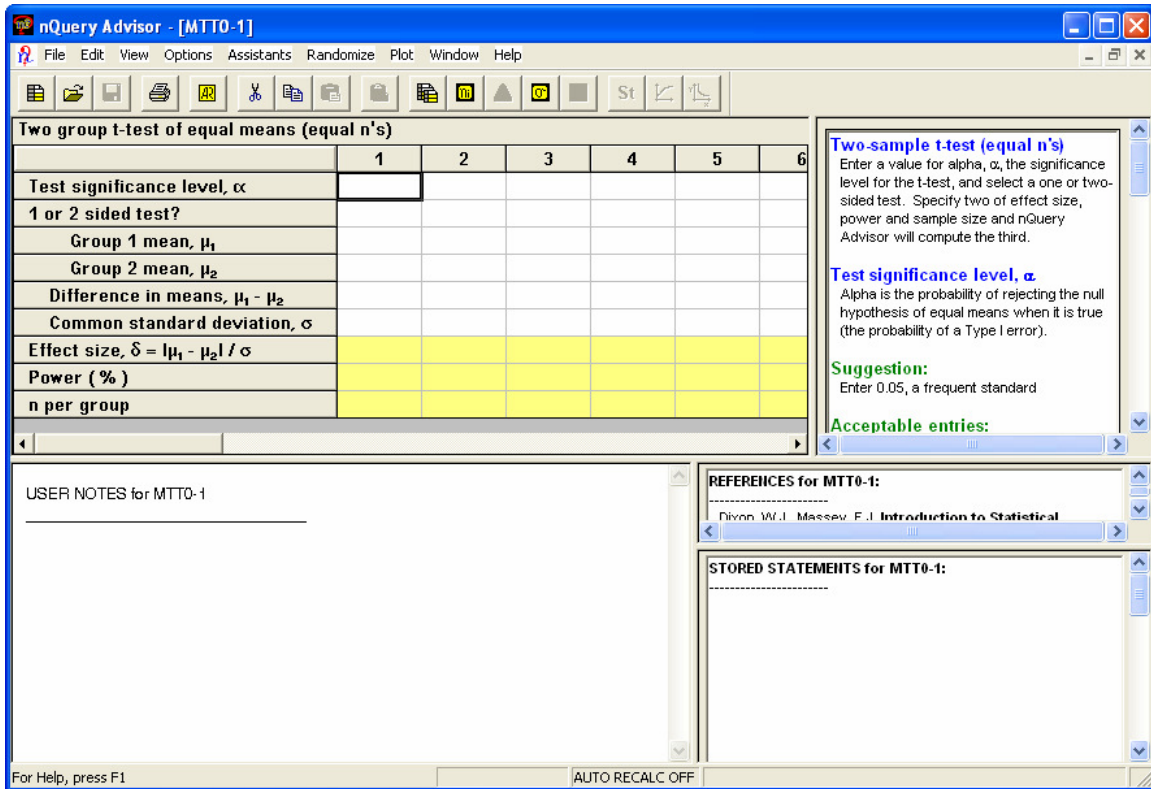 nQuery Advisor - [MTT0-1]
File Edit View Options Assistants Randomize Plot Window Help
St
Two group t-test of equal means (equal n's)
1 2 3 4 5 6
Test significance level, α
1 or 2 sided test?
Group 1 mean, μ₁
Group 2 mean, μ₂
Difference in means, μ₁ - μ₂
Common standard deviation, σ
Effect size, δ = |μ₁ - μ₂| / σ
Power ( % )
n per group
Two-sample t-test (equal n's)
Enter a value for alpha, α, the significance
level for the t-test, and select a one or two-
sided test. Specify two of effect size,
power and sample size and nQuery
Advisor will compute the third.
Test significance level, α
Alpha is the probability of rejecting the null
hypothesis of equal means when it is true
(the probability of a Type I error).
Suggestion:
Enter 0.05, a frequent standard
Acceptable entries:
USER NOTES for MTT0-1
REFERENCES for MTT0-1:
-----------------------
Dixon, W.J., Massey, F.J. Introduction to Statistical
STORED STATEMENTS for MTT0-1:
-----------------------
For Help, press F1
AUTO RECALC OFF